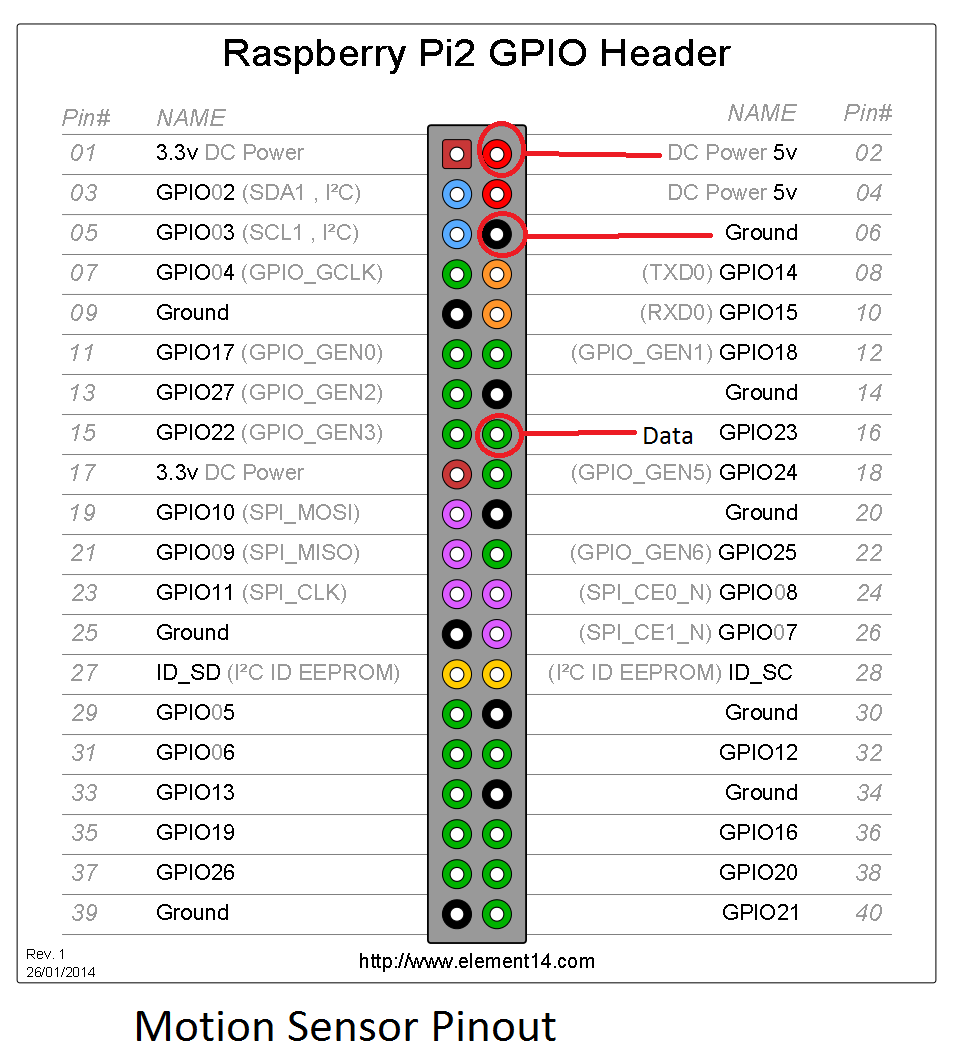 Raspberry Pi2 GPIO Header
Pin# NAME NAME Pin#
01 3.3v DC Power DC Power 5v 02
03 GPIO02 (SDA1 , I²C) DC Power 5v 04
05 GPIO03 (SCL1 , I²C) Ground 06
07 GPIO04 (GPIO_GCLK) (TXD0) GPIO14 08
09 Ground (RXD0) GPIO15 10
11 GPIO17 (GPIO_GEN0) (GPIO_GEN1) GPIO18 12
13 GPIO27 (GPIO_GEN2) Ground 14
15 GPIO22 (GPIO_GEN3) Data GPIO23 16
17 3.3v DC Power (GPIO_GEN5) GPIO24 18
19 GPIO10 (SPI_MOSI) Ground 20
21 GPIO09 (SPI_MISO) (GPIO_GEN6) GPIO25 22
23 GPIO11 (SPI_CLK) (SPI_CE0_N) GPIO08 24
25 Ground (SPI_CE1_N) GPIO07 26
27 ID_SD (I²C ID EEPROM) (I²C ID EEPROM) ID_SC 28
29 GPIO05 Ground 30
31 GPIO06 GPIO12 32
33 GPIO13 Ground 34
35 GPIO19 GPIO16 36
37 GPIO26 GPIO20 38
39 Ground GPIO21 40
Rev. 1
26/01/2014
http://www.element14.com
Motion Sensor Pinout